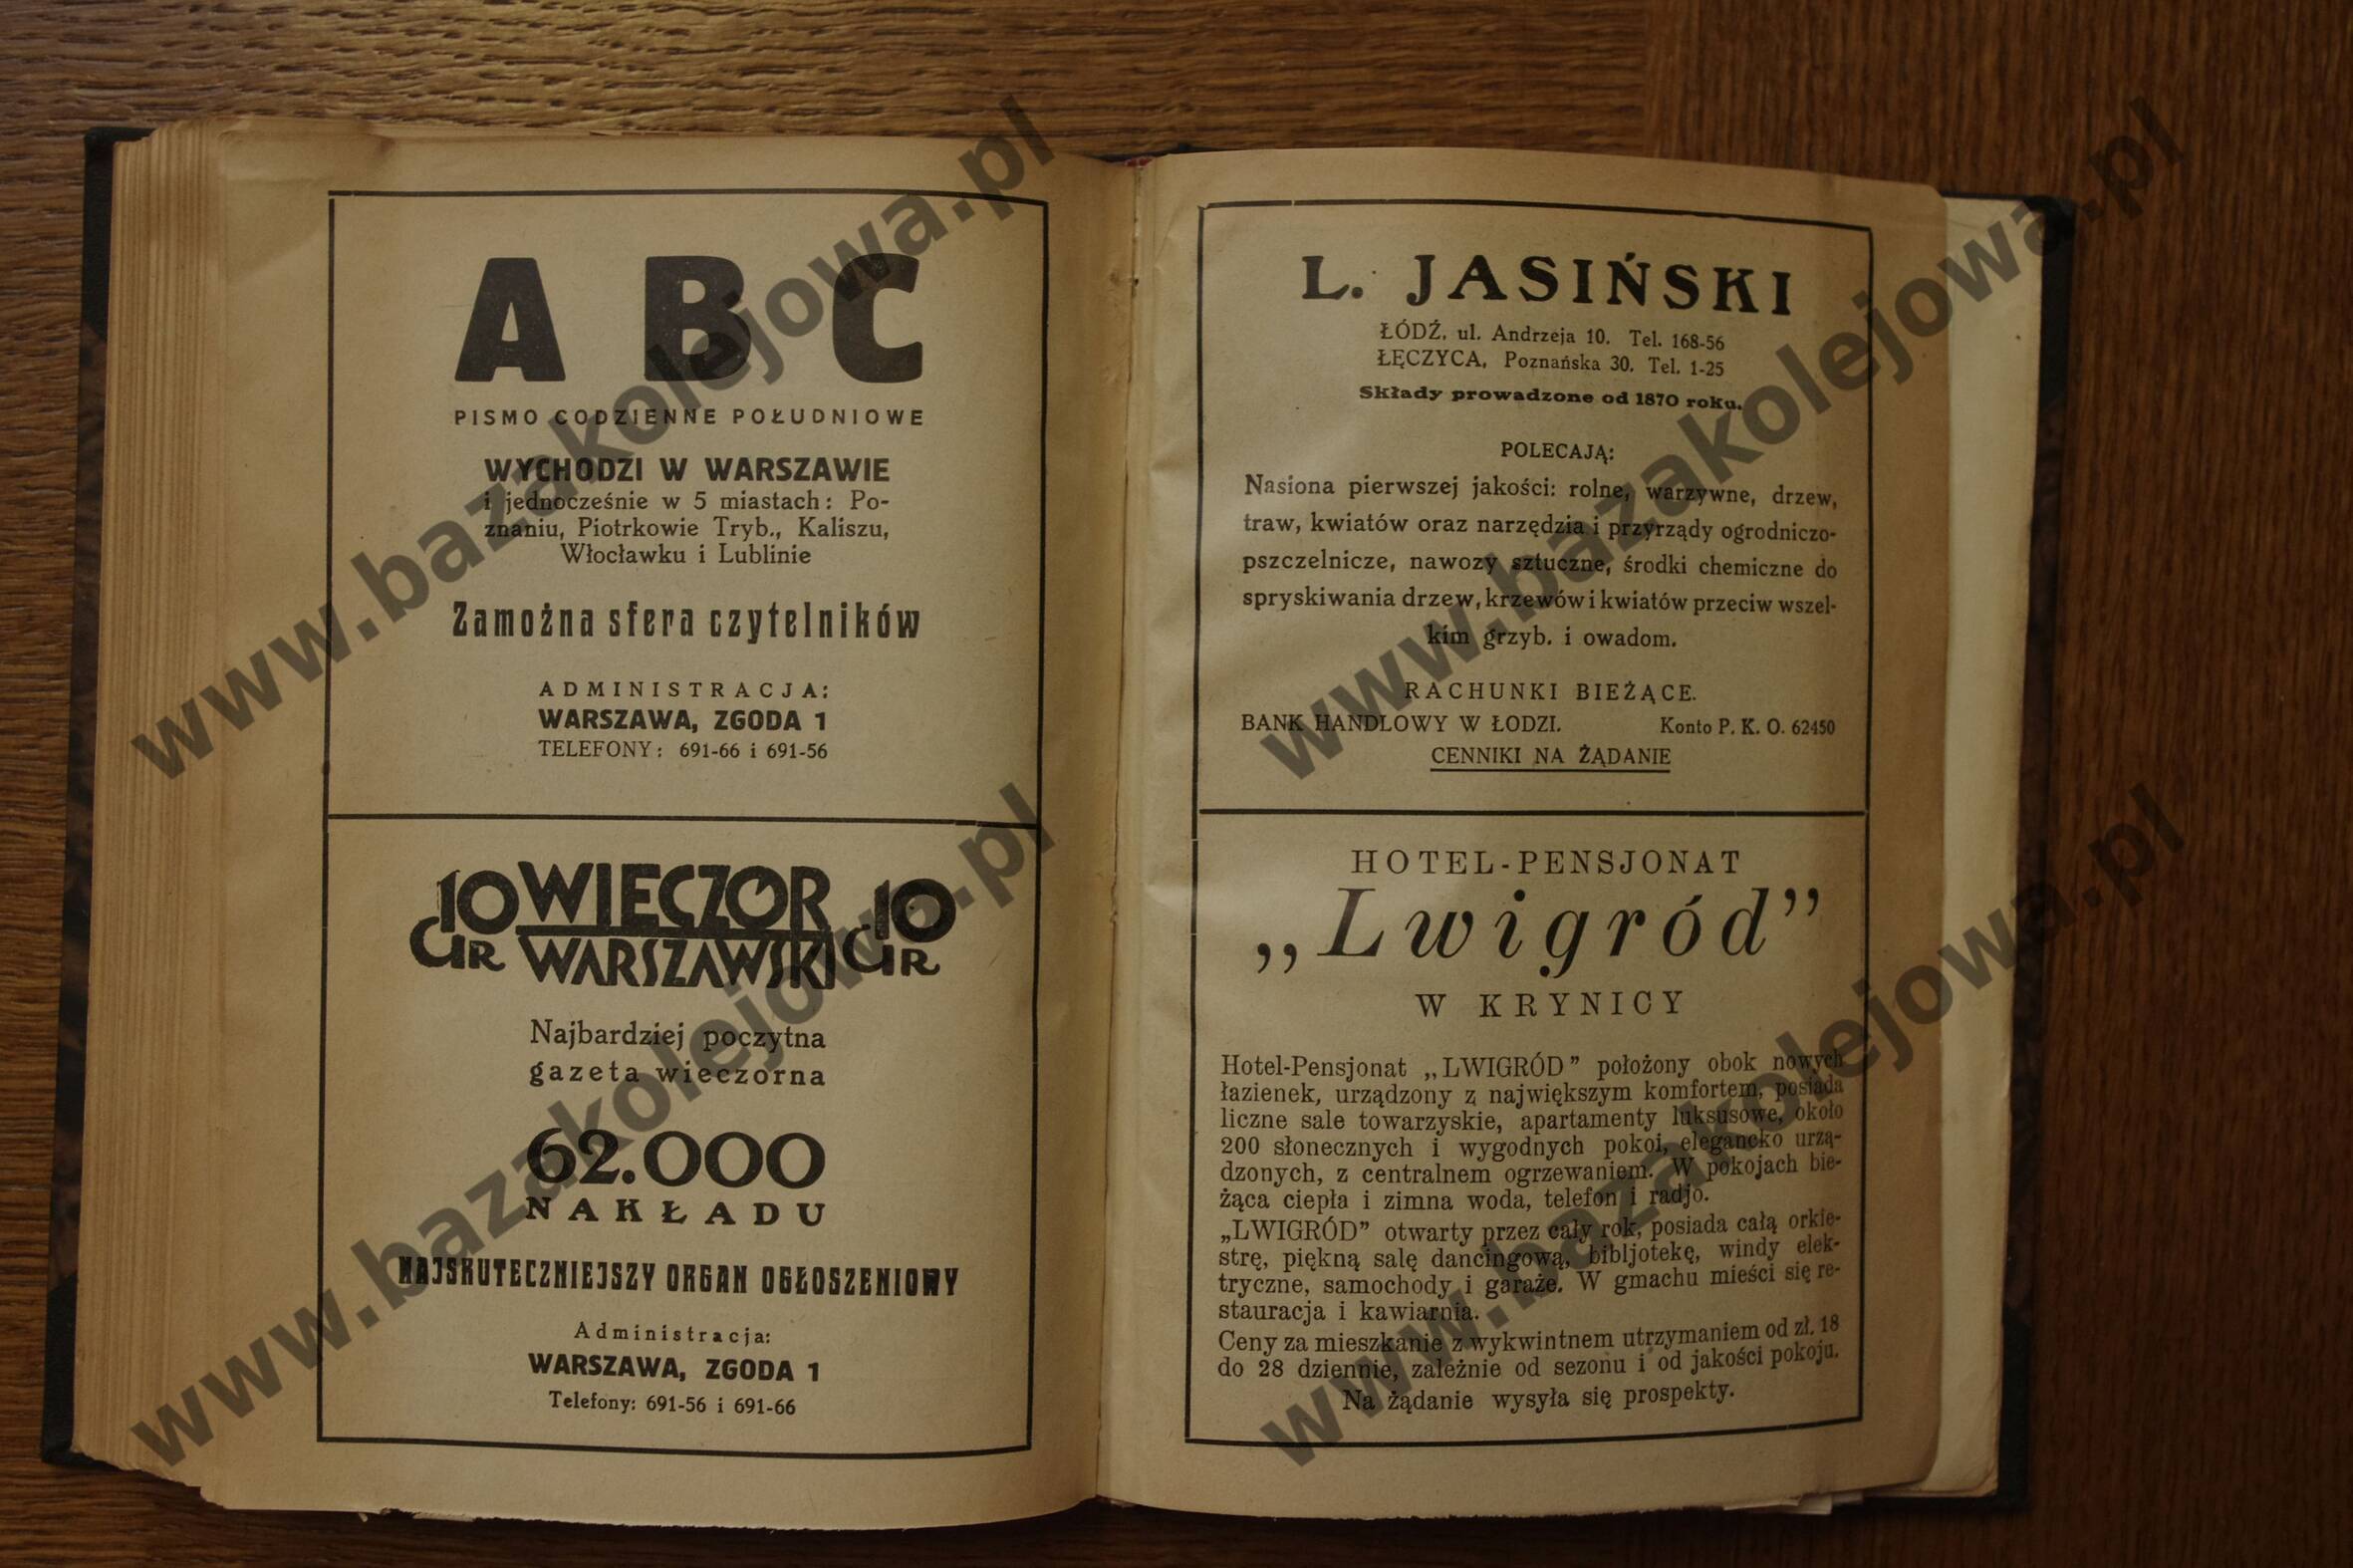 A B C
PISMO CODZIENNE POŁUDNIOWE
WYCHODZI W WARSZAWIE
i jednocześnie w 5 miastach: Po-
znaniu, Piotrkowie Tryb., Kaliszu,
Włocławku i Lublinie
Zamożna sfera czytelników
ADMINISTRACJA:
WARSZAWA, ZGODA 1
TELEFONY: 691-66 i 691-56
10 WIECZÓR 10
GR WARSZAWSKI GR
Najbardziej poczytna
gazeta wieczorna
62.000
NAKŁADU
NAJSKUTECZNIEJSZY ORGAN OGŁOSZENIOWY
Administracja:
WARSZAWA, ZGODA 1
Telefony: 691-56 i 691-66
L. JASIŃSKI
ŁÓDŹ, ul. Andrzeja 10. Tel. 168-56
ŁĘCZYCA, Poznańska 30. Tel. 1-25
Składy prowadzone od 1870 roku.
POLECAJĄ:
Nasiona pierwszej jakości: rolne, warzywne, drzew,
traw, kwiatów oraz narzędzia i przyrządy ogrodniczo-
pszczelnicze, nawozy sztuczne, środki chemiczne do
spryskiwania drzew, krzewów i kwiatów przeciw wszel-
kim grzyb. i owadom.
RACHUNKI BIEŻĄCE.
BANK HANDLOWY W ŁODZI. Konto P. K. O. 62450
CENNIKI NA ŻĄDANIE
HOTEL-PENSJONAT
„Lwigród”
W KRYNICY
Hotel-Pensjonat „LWIGRÓD” położony obok nowych
łazienek, urządzony z największym komfortem, posiada
liczne sale towarzyskie, apartamenty luksusowe, około
200 słonecznych i wygodnych pokoi, elegancko urzą-
dzonych, z centralnem ogrzewaniem. W pokojach bie-
żąca ciepła i zimna woda, telefon i radjo.
„LWIGRÓD” otwarty przez cały rok, posiada całą orkie-
strę, piękną salę dancingową, bibljotekę, windy elek-
tryczne, samochody i garaże. W gmachu mieści się re-
stauracja i kawiarnia.
Ceny za mieszkanie z wykwintnem utrzymaniem od zł. 18
do 28 dziennie, zależnie od sezonu i od jakości pokoju.
Na żądanie wysyła się prospekty.
www.bazakolejowa.pl
www.bazakolejowa.pl
www.bazakolejowa.pl
www.bazakolejowa.pl